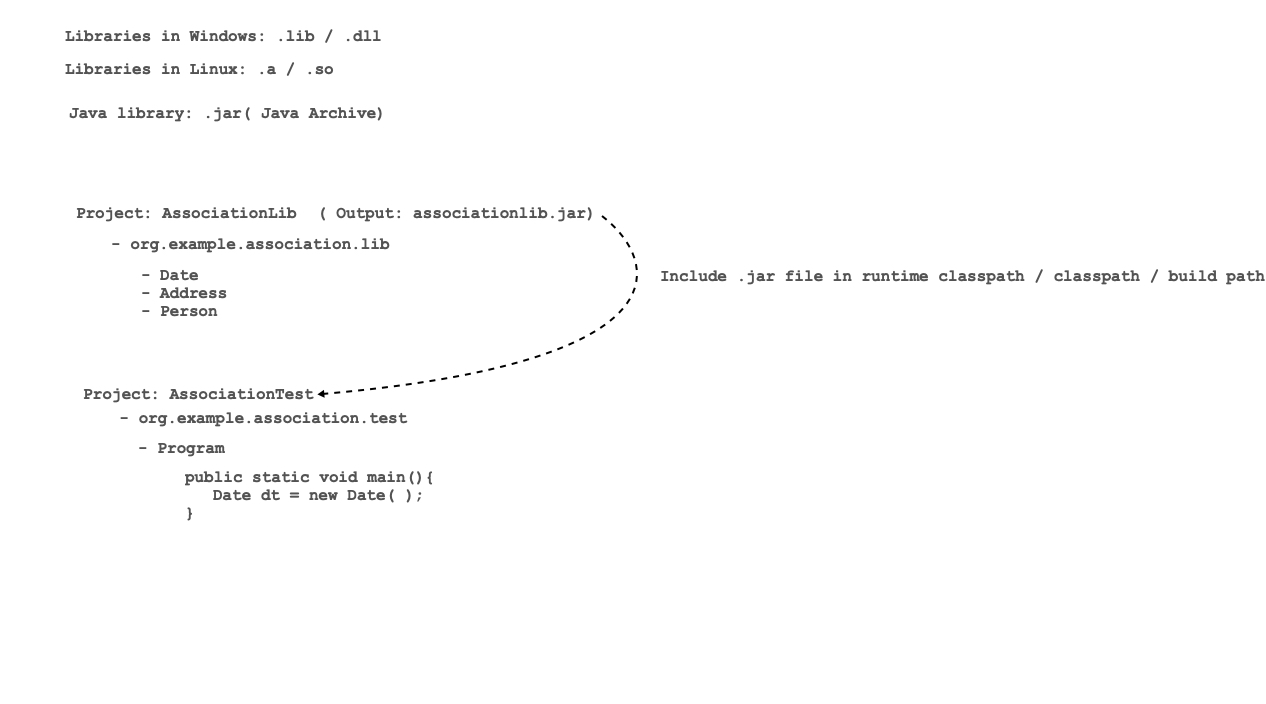 Libraries in Windows: .lib / .dll
Libraries in Linux: .a / .so
Java library: .jar( Java Archive)
Project: AssociationLib ( Output: associationlib.jar)
- org.example.association.lib
- Date
- Address
- Person
Include .jar file in runtime classpath / classpath / build path
Project: AssociationTest
- org.example.association.test
- Program
public static void main(){
Date dt = new Date( );
}